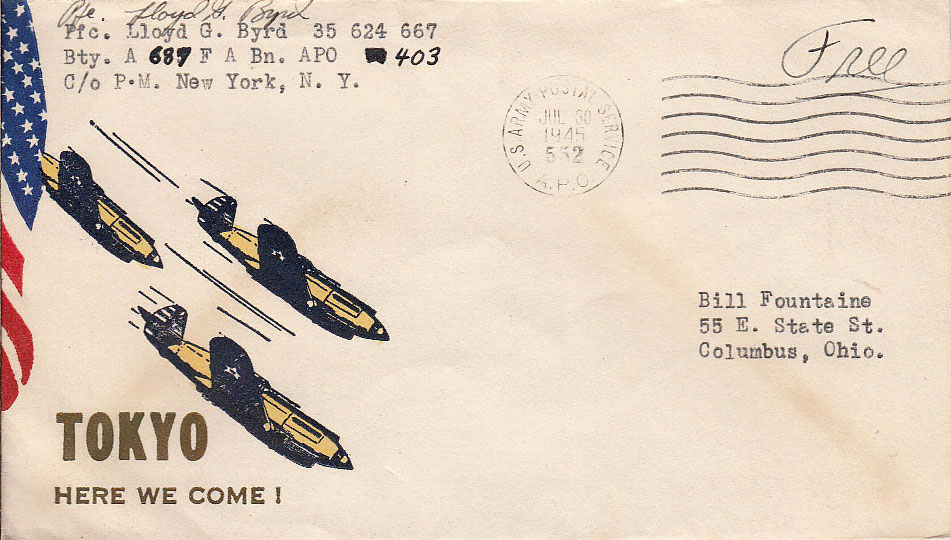 Pfc. Lloyd G. Byrd
Pfc. Lloyd G. Byrd 35 624 667
Bty. A 687 F A Bn. APO 403
C/o P.M. New York, N. Y.
Free
U.S. ARMY POSTAL SERVICE
JUL 30
1945
552
A.P.O.
Bill Fountaine
55 E. State St.
Columbus, Ohio.
TOKYO
HERE WE COME!